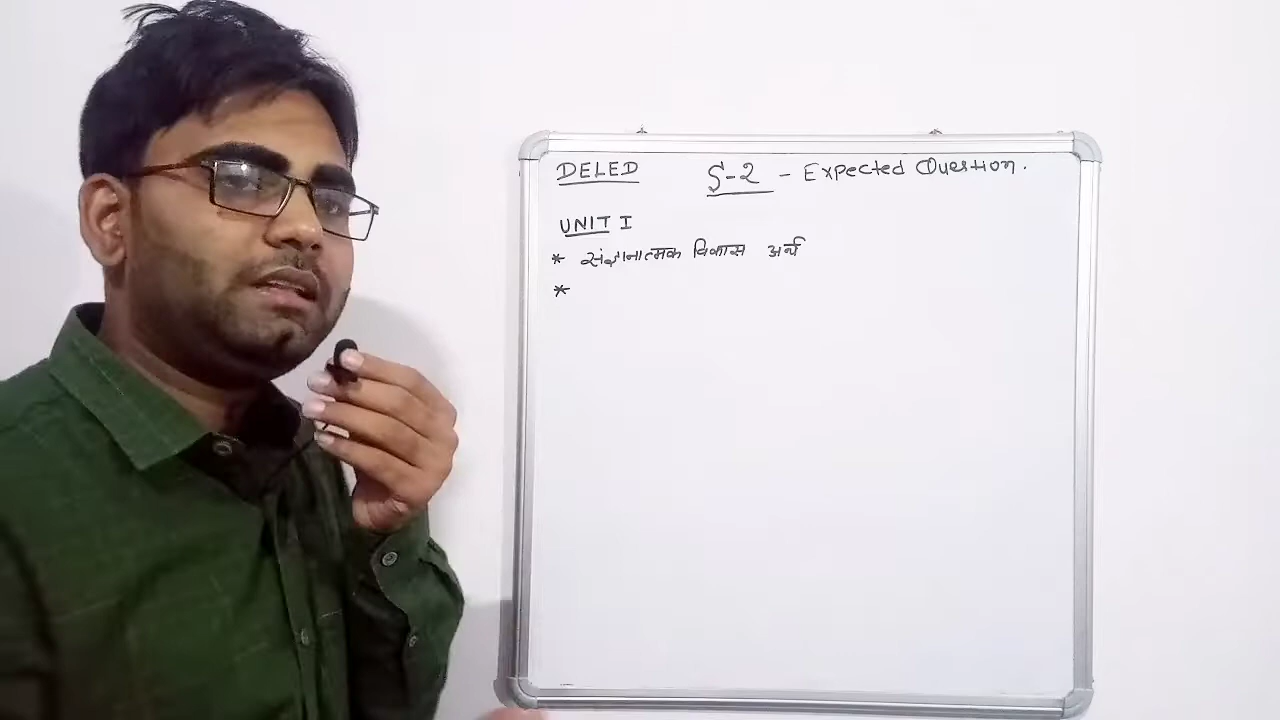 DELED S-2 - Expected Question.
UNIT I
* संज्ञानात्मक विकास अर्थ
*